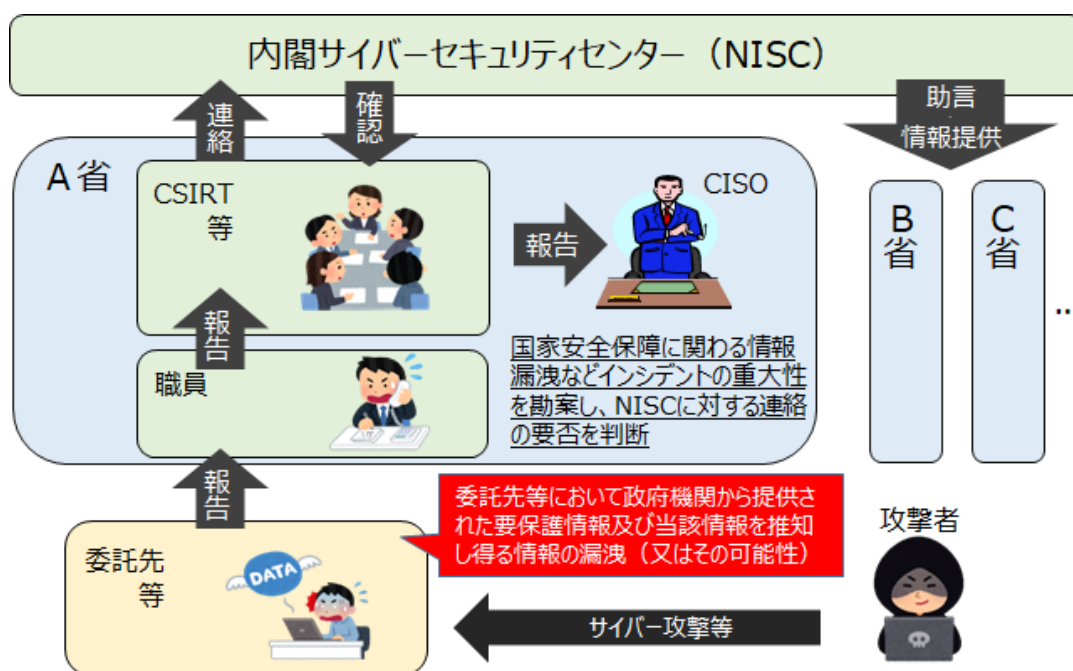 内閣サイバーセキュリティセンター（NISC）
連絡
確認
助言
情報提供
A省
CSIRT
等
報告
CISO
B省
C省
…
報告
職員
国家安全保障に関わる情報
漏洩などインシデントの重大性
を勘案し、NISCに対する連絡
の要否を判断
報告
委託先等において政府機関から提供さ
れた要保護情報及び当該情報を推知
し得る情報の漏洩（又はその可能性）
攻撃者
委託先
等
DATA
サイバー攻撃等